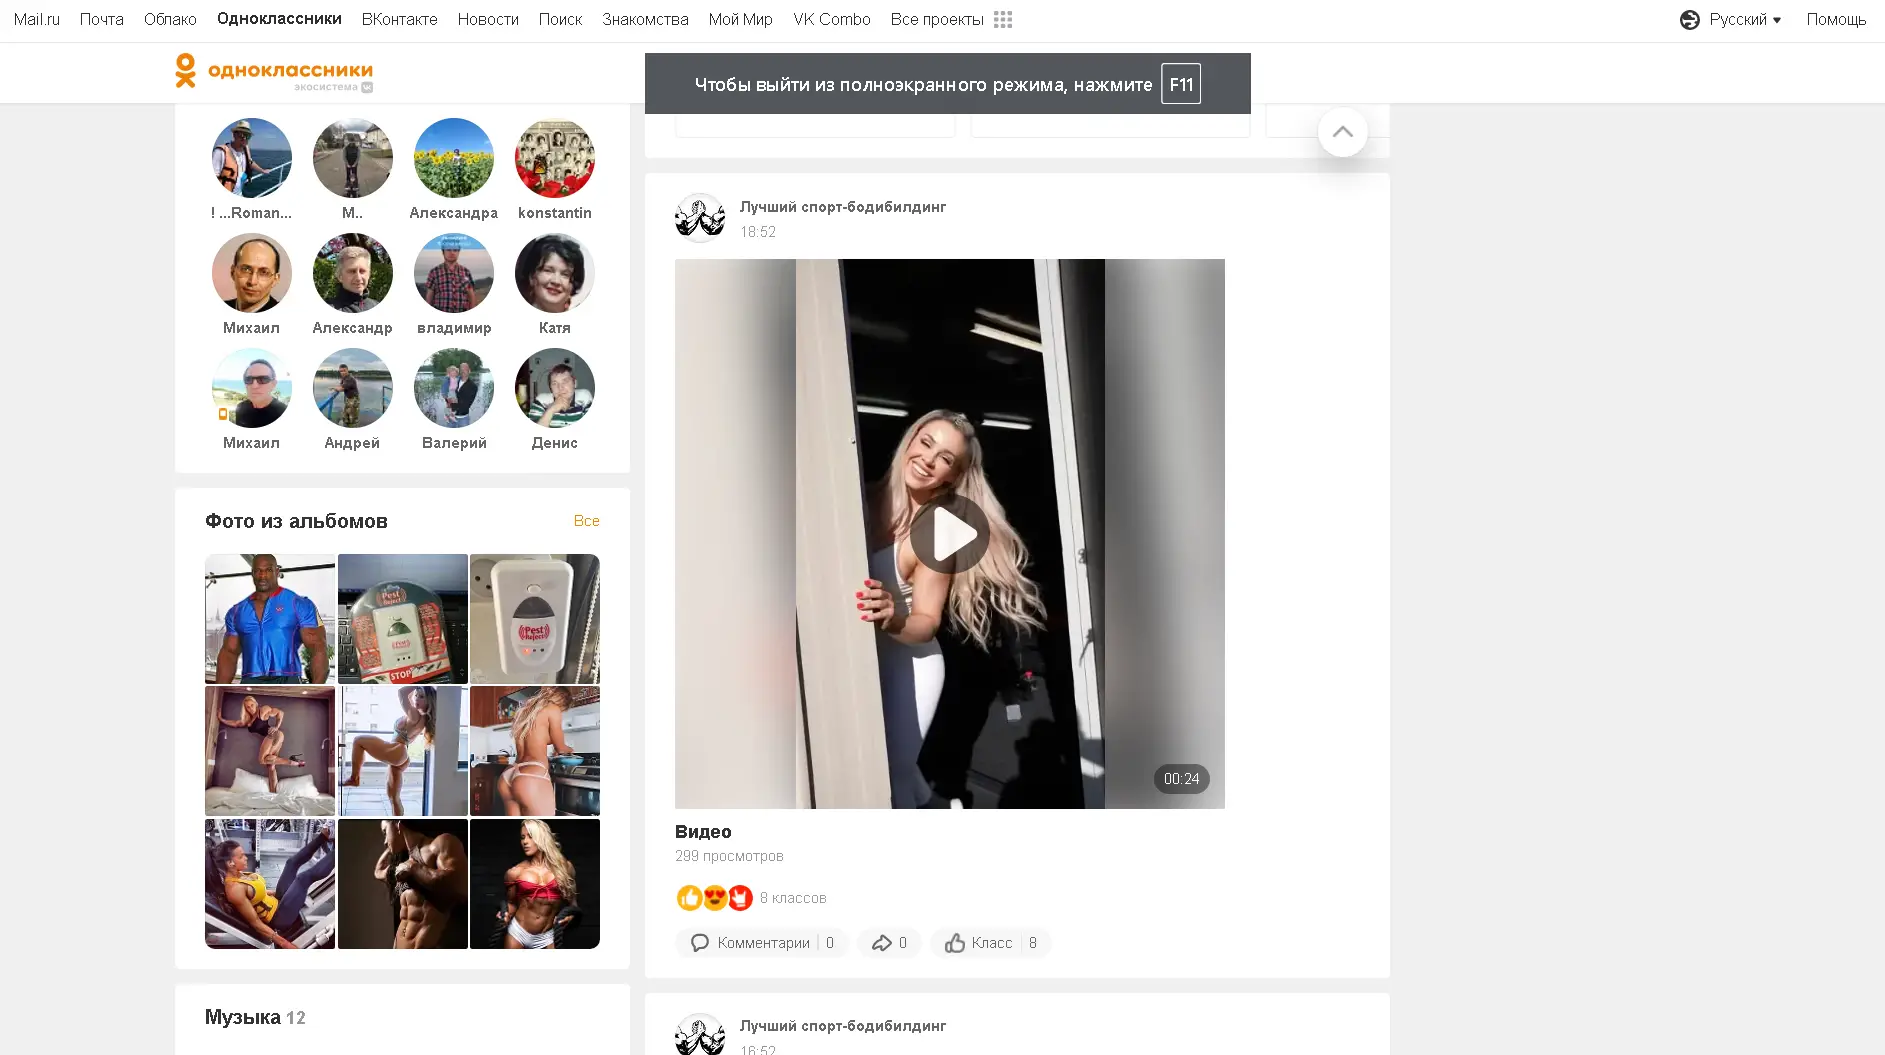 Mail.ru Почта Облако Одноклассники ВКонтакте Новости Поиск Знакомства Мой Мир VK Combo Все проекты Русский Помощь
одноклассники
экосистема
Чтобы выйти из полноэкранного режима, нажмите F11
! ...Roman... М.. Александра konstantin
Михаил Александр владимир Катя
Михаил Андрей Валерий Денис
Фото из альбомов Все
Pest Reject
STOP
Pest Reject
Музыка 12
Лучший спорт-бодибилдинг
18:52
00:24
Видео
299 просмотров
8 классов
Комментарии 0 0 Класс 8
Лучший спорт-бодибилдинг
16:52